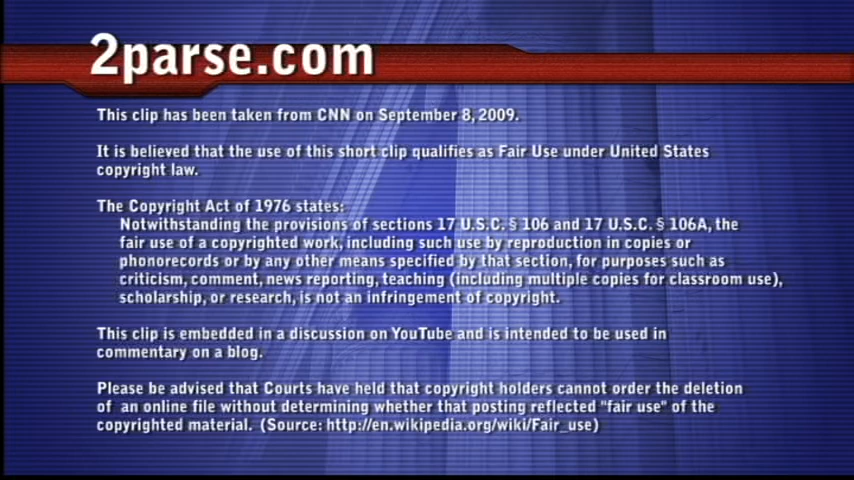 2parse.com
This clip has been taken from CNN on September 8, 2009.
It is believed that the use of this short clip qualifies as Fair Use under United States
copyright law.
The Copyright Act of 1976 states:
Notwithstanding the provisions of sections 17 U.S.C. § 106 and 17 U.S.C. § 106A, the
fair use of a copyrighted work, including such use by reproduction in copies or
phonorecords or by any other means specified by that section, for purposes such as
criticism, comment, news reporting, teaching (including multiple copies for classroom use),
scholarship, or research, is not an infringement of copyright.
This clip is embedded in a discussion on YouTube and is intended to be used in
commentary on a blog.
Please be advised that Courts have held that copyright holders cannot order the deletion
of an online file without determining whether that posting reflected "fair use" of the
copyrighted material. (Source: http://en.wikipedia.org/wiki/Fair_use)